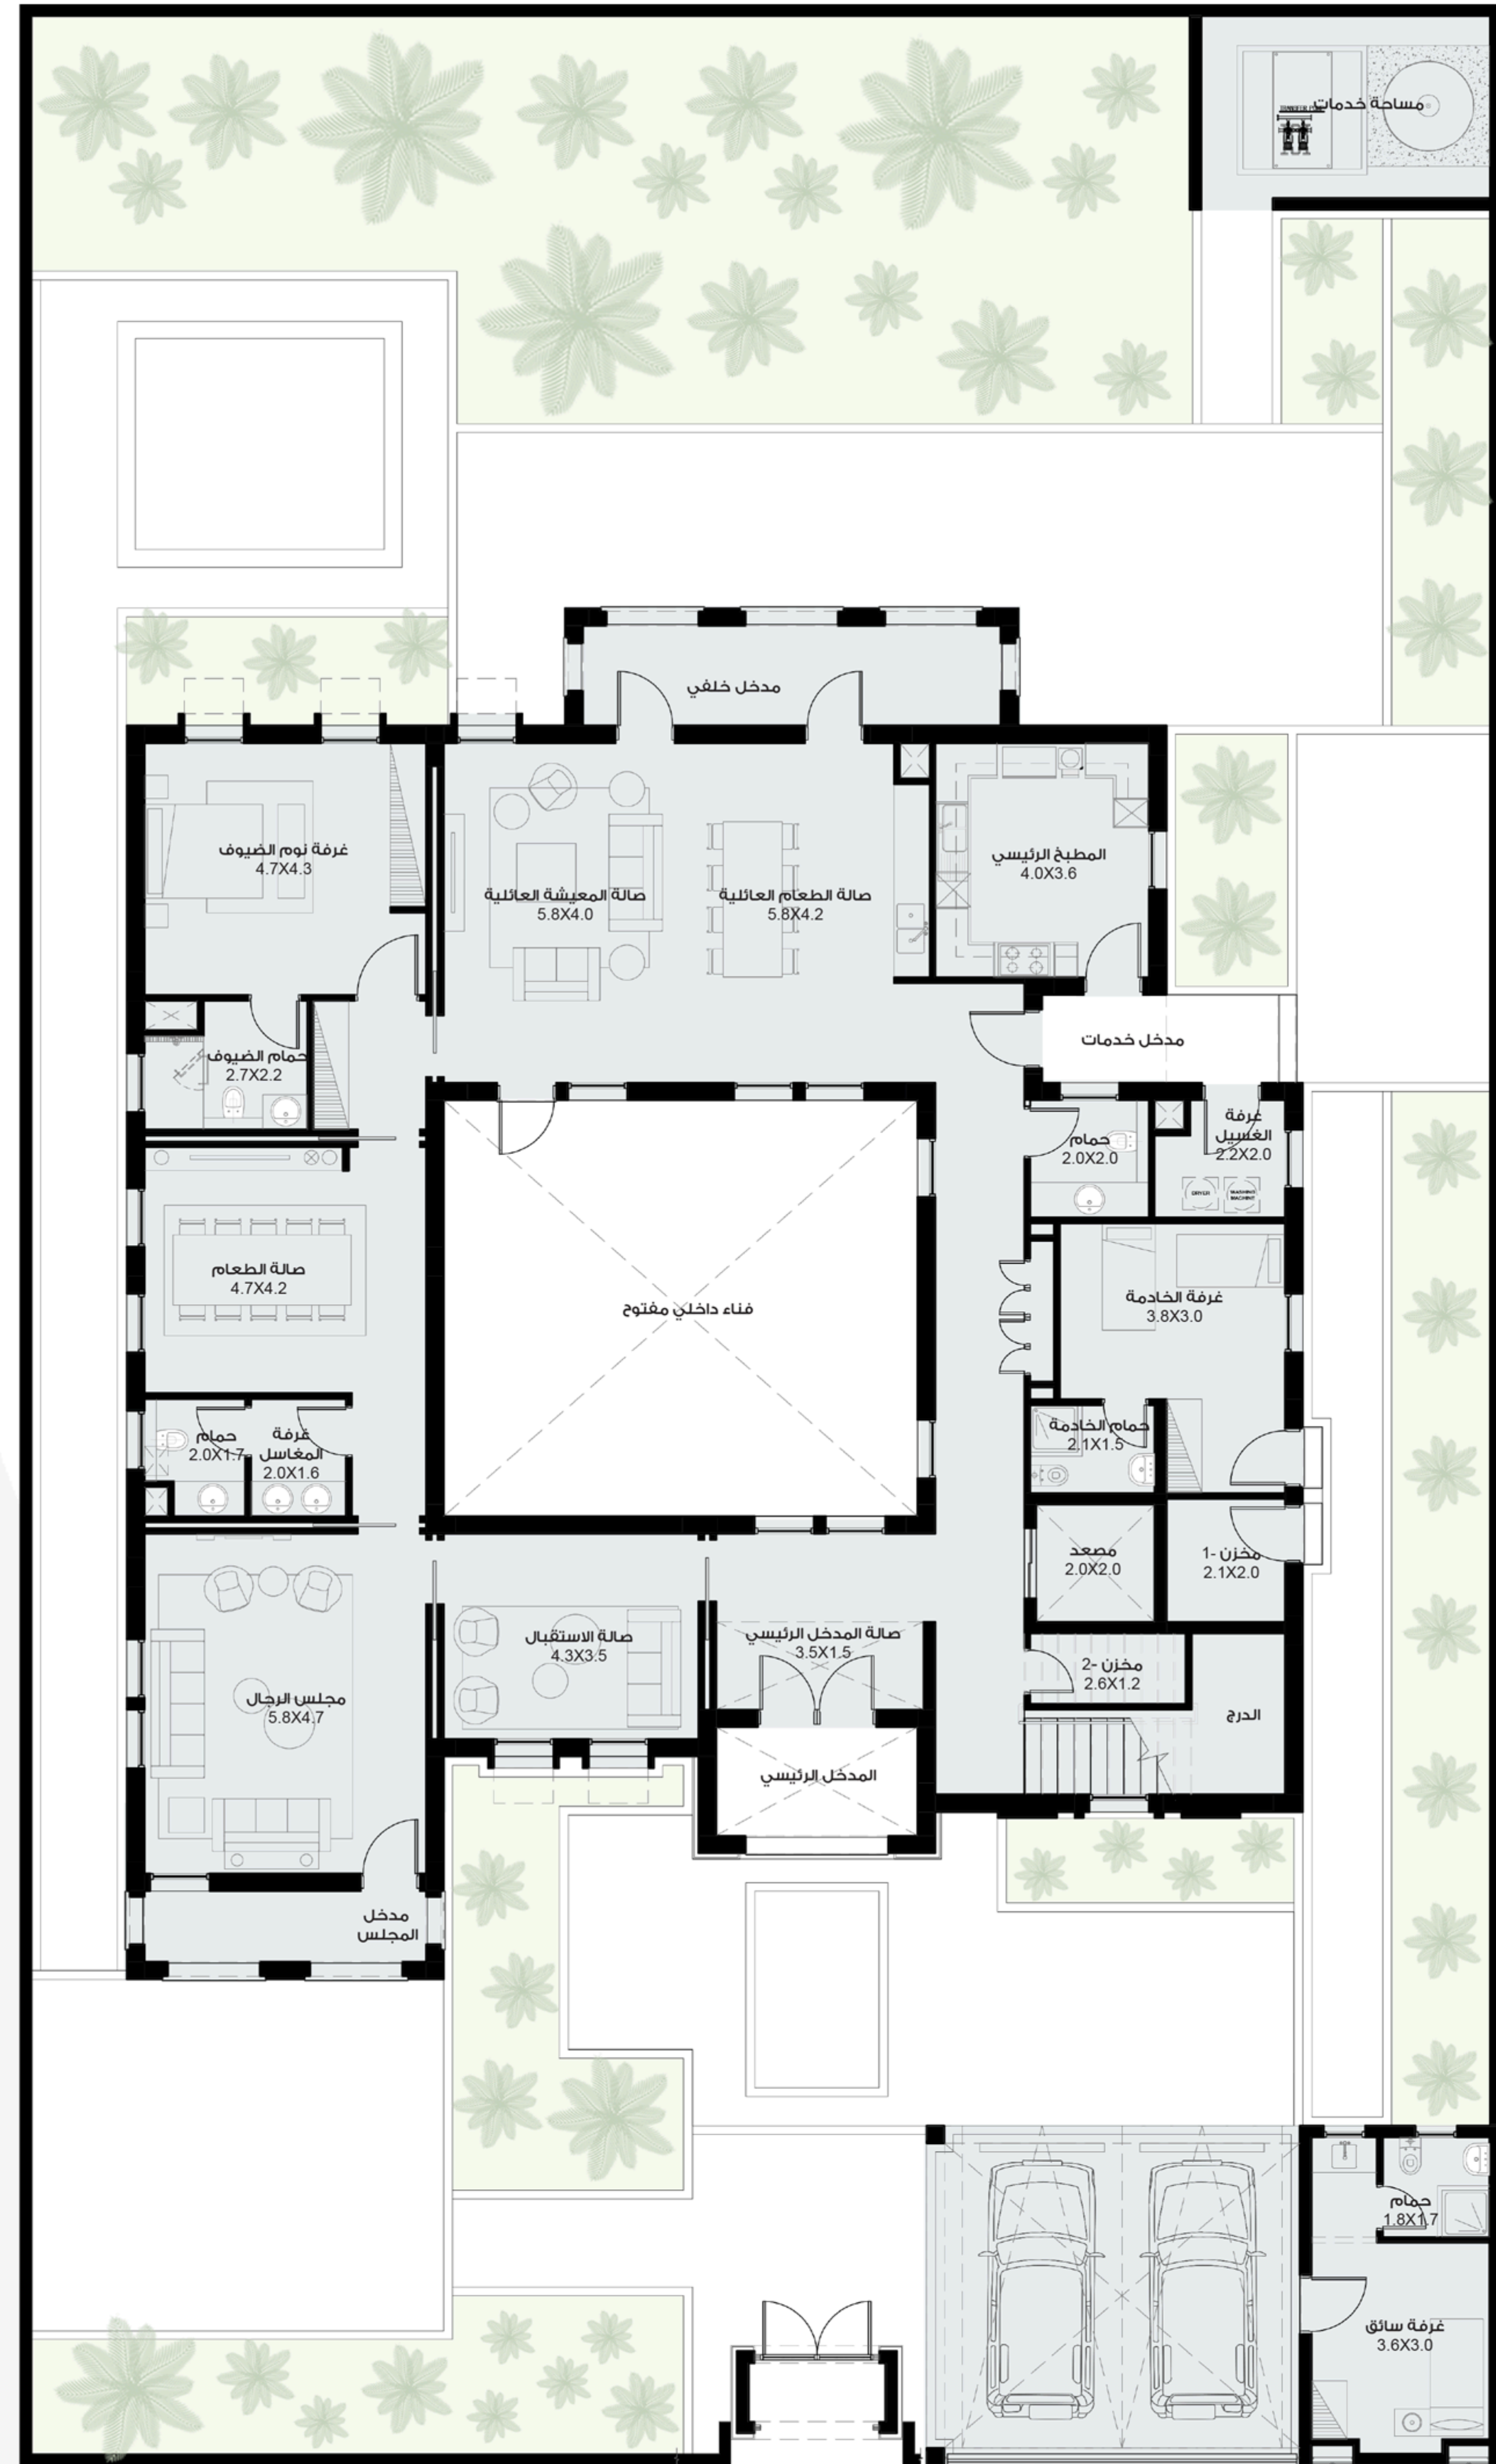 مساحة خدمات
TRANSFER PUMP
مدخل خلفي
غرفة نوم الضيوف
4.7X4.3
صالة المعيشة العائلية
5.8X4.0
صالة الطعام العائلية
5.8X4.2
المطبخ الرئيسي
4.0X3.6
مدخل خدمات
حمام الضيوف
2.7X2.2
حمام
2.0X2.0
غرفة
الغسيل
2.2X2.0
DRYER
WASHING
MACHINE
صالة الطعام
4.7X4.2
فناء داخلي مفتوح
غرفة الخادمة
3.8X3.0
حمام
2.0X1.7
غرفة
المغاسل
2.0X1.6
حمام الخادمة
2.1X1.5
مصعد
2.0X2.0
مخزن -1
2.1X2.0
صالة الاستقبال
4.3X3.5
صالة المدخل الرئيسي
3.5X1.5
مخزن -2
2.6X1.2
مجلس الرجال
5.8X4.7
الدرج
المدخل الرئيسي
مدخل
المجلس
حمام
1.8X1.7
غرفة سائق
3.6X3.0